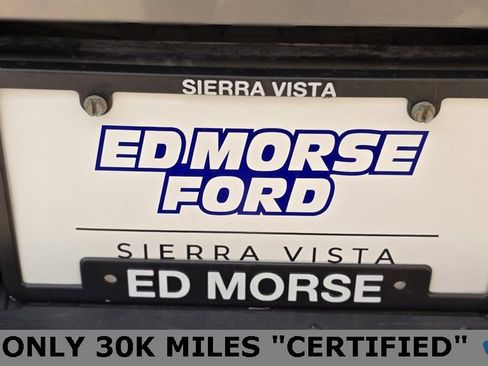 SIERRA VISTA
ED MORSE
FORD
SIERRA VISTA
ED MORSE
ONLY 30K MILES "CERTIFIED"